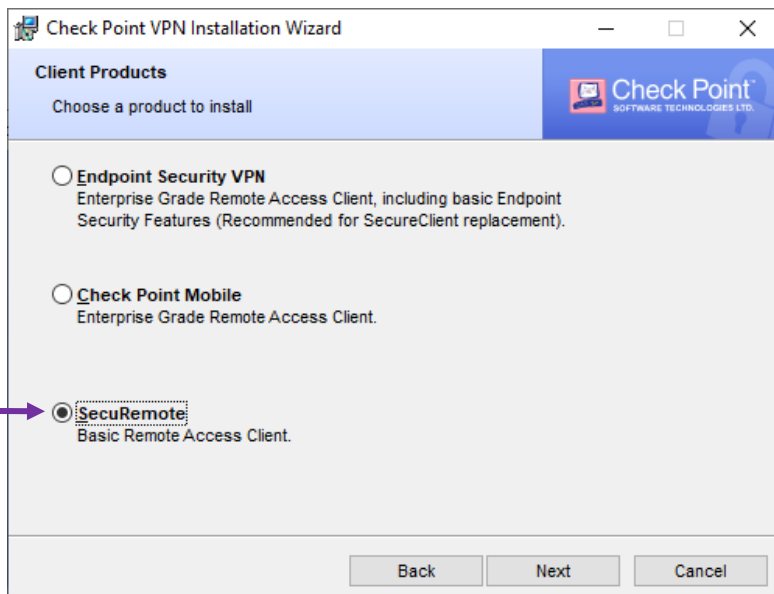 Check Point VPN Installation Wizard
Client Products
Choose a product to install
Check Point™
SOFTWARE TECHNOLOGIES LTD.
Endpoint Security VPN
Enterprise Grade Remote Access Client, including basic Endpoint
Security Features (Recommended for SecureClient replacement).
Check Point Mobile
Enterprise Grade Remote Access Client.
SecuRemote
Basic Remote Access Client.
Back Next Cancel